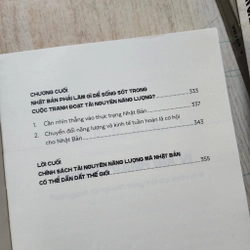 CHƯƠNG CUỐI
NHẬT BẢN PHẢI LÀM GÌ ĐỂ SỐNG SÓT TRONG
CUỘC TRANH ĐOẠT TÀI NGUYÊN NĂNG LƯỢNG? 333
1. Cần nhìn thẳng vào thực trạng Nhật Bản 337
2. Chuyển đổi năng lượng và kinh tế tuần hoàn là cơ hội
cho Nhật Bản 343
LỜI CUỐI
CHÍNH SÁCH TÀI NGUYÊN NĂNG LƯỢNG MÀ NHẬT BẢN
CÓ THỂ DẪN DẮT THẾ GIỚI 355